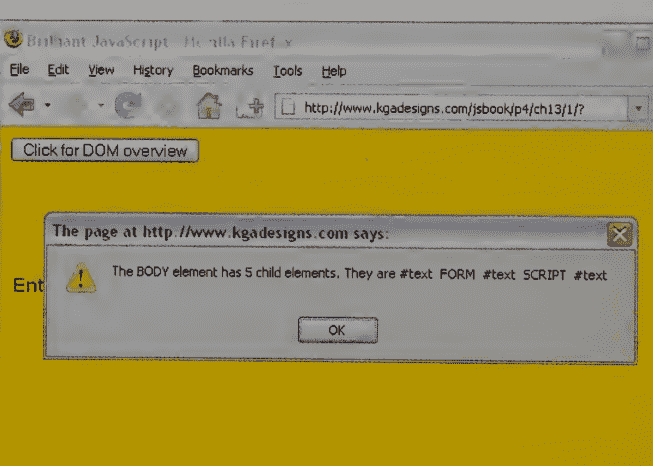 Brilliant JavaScript - Mozilla Firefox
File Edit View History Bookmarks Tools Help
http://www.kgadesigns.com/jsbook/p4/ch13/1/?
Click for DOM overview
The page at http://www.kgadesigns.com says:
The BODY element has 5 child elements. They are #text FORM #text SCRIPT #text
Ent
OK